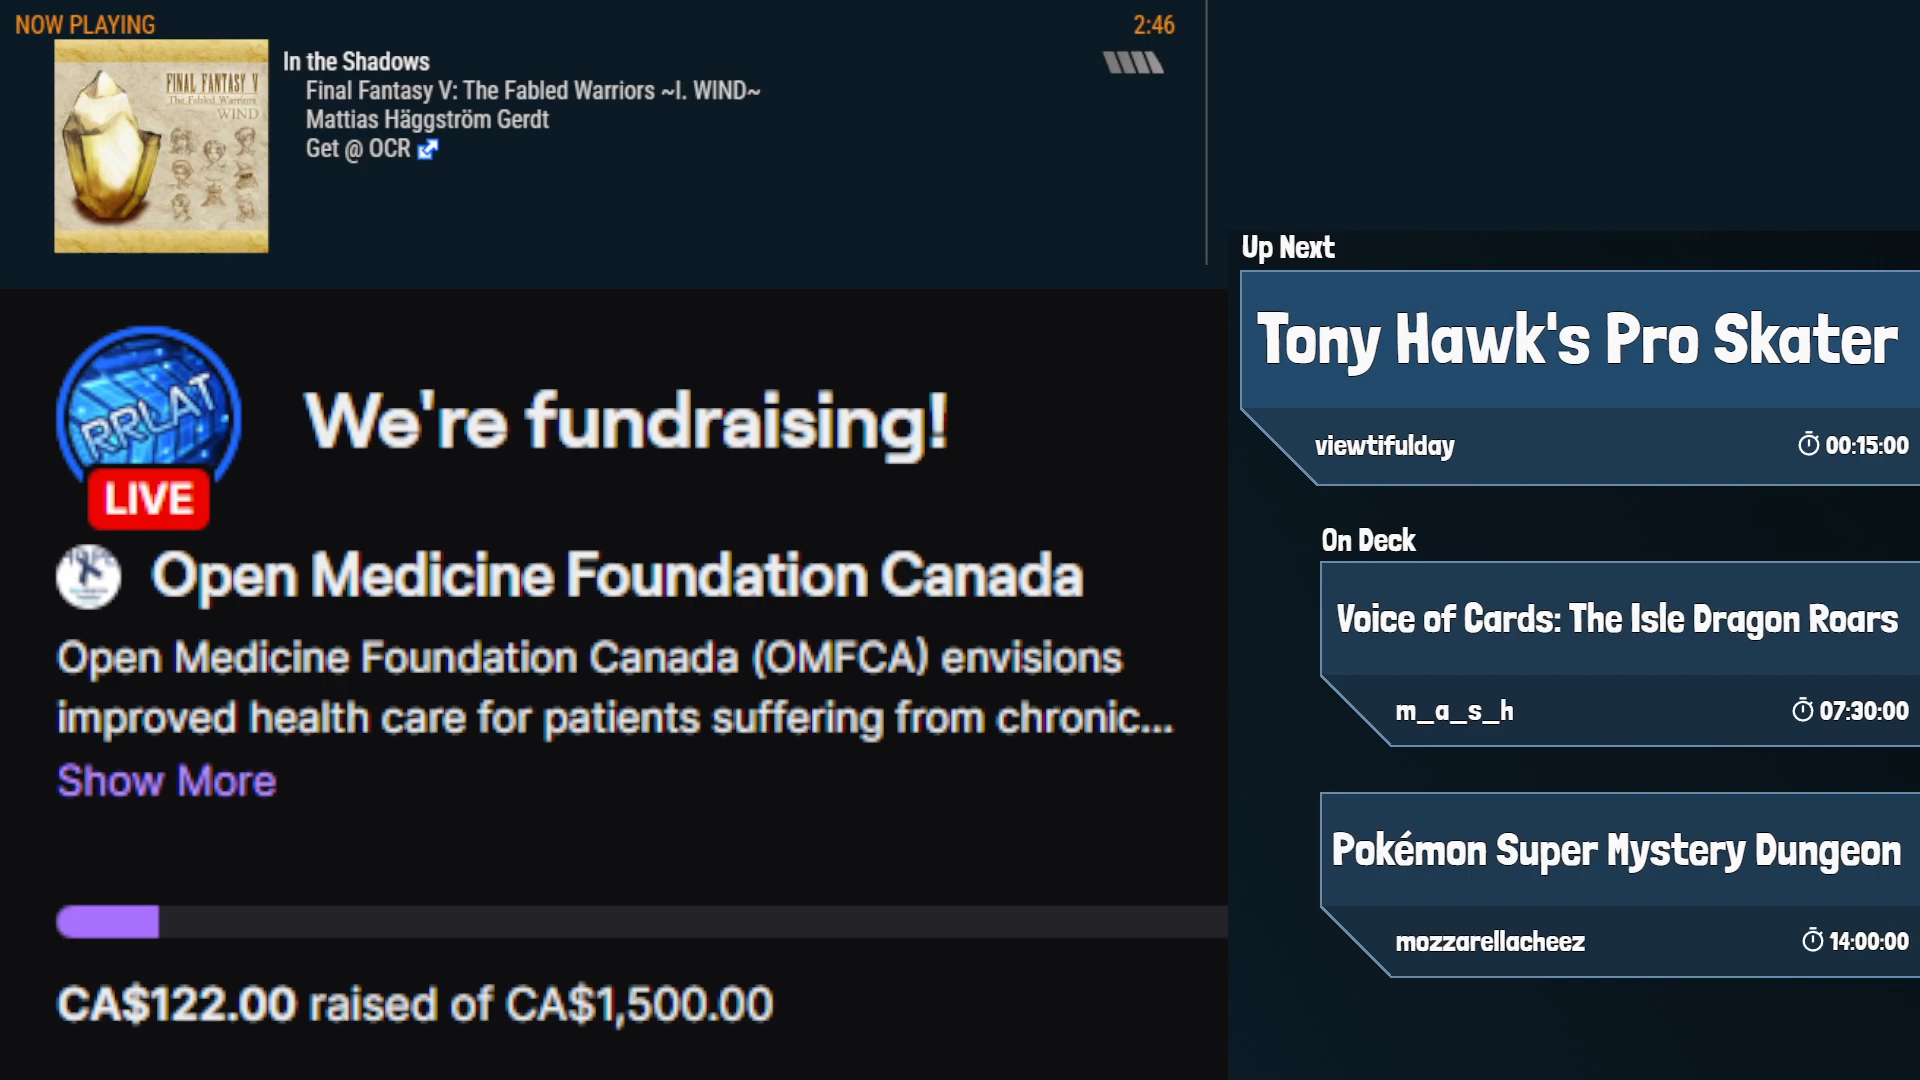 NOW PLAYING
2:46
FINAL FANTASY V
The Fabled Warriors
WIND
In the Shadows
Final Fantasy V: The Fabled Warriors ~I. WIND~
Mattias Häggström Gerdt
Get @ OCR
RRLAT
LIVE
We're fundraising!
Open Medicine Foundation Canada
Open Medicine Foundation Canada (OMFCA) envisions
improved health care for patients suffering from chronic...
Show More
CA$122.00 raised of CA$1,500.00
Up Next
Tony Hawk's Pro Skater
viewtifulday
00:15:00
On Deck
Voice of Cards: The Isle Dragon Roars
m_a_s_h
07:30:00
Pokémon Super Mystery Dungeon
mozzarellacheez
14:00:00